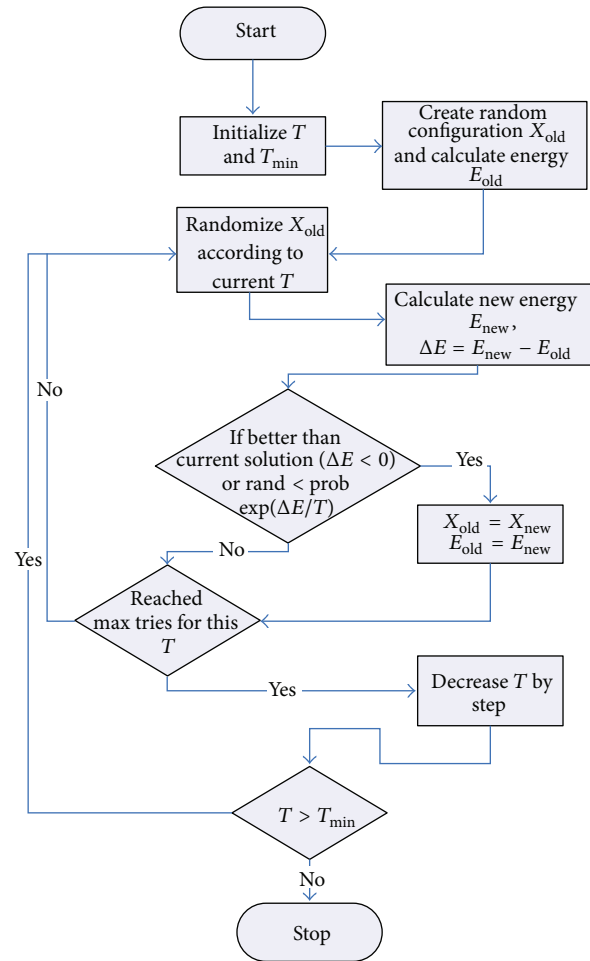 Start
Initialize T
and T_min
Create random
configuration X_old
and calculate energy
E_old
Randomize X_old
according to
current T
Calculate new energy
E_new,
ΔE = E_new − E_old
No
If better than
current solution (ΔE < 0)
or rand < prob
exp(ΔE/T)
Yes
X_old = X_new
E_old = E_new
No
Yes
Reached
max tries for this
T
Yes
Decrease T by
step
T > T_min
No
Stop